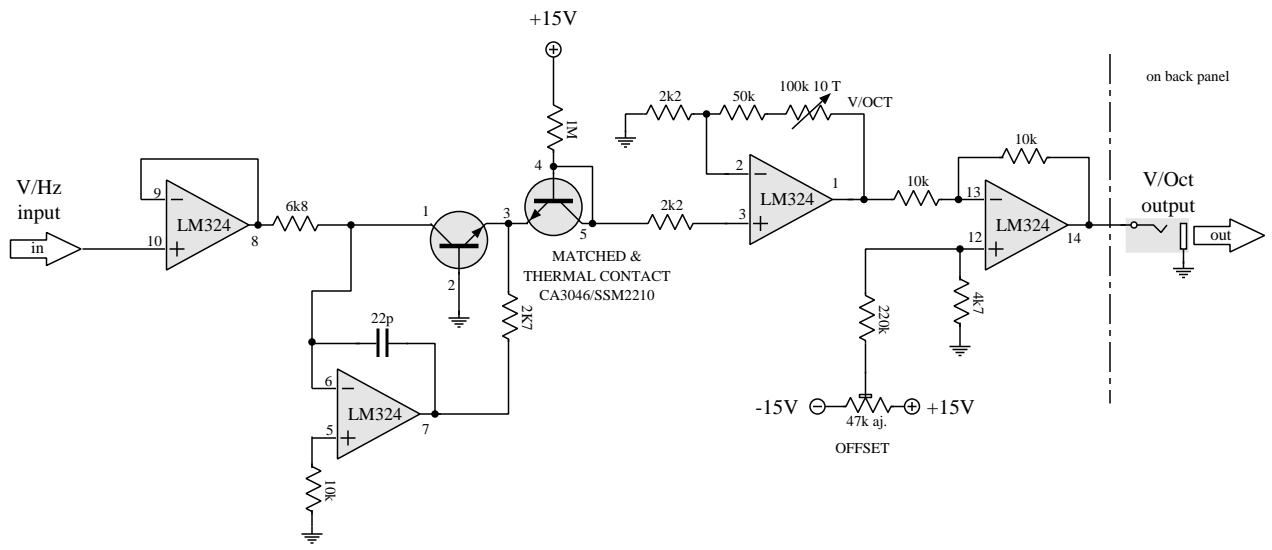 +15V
on back panel
100k 10 T
2k2
50k
V/OCT
1M
10k
4
2
1
V/Hz
input
in
9
10
LM324
8
6k8
1
3
2
5
MATCHED &
THERMAL CONTACT
CA3046/SSM2210
2k2
3
LM324
10k
13
12
LM324
14
V/Oct
output
out
22p
2K7
220k
4k7
6
5
LM324
7
10k
-15V
+15V
47k aj.
OFFSET